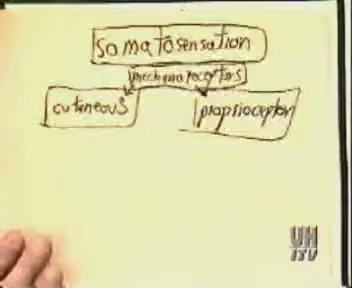 somatosensation
mechanoreceptors
cutaneous
proprioceptor
UH
ITV